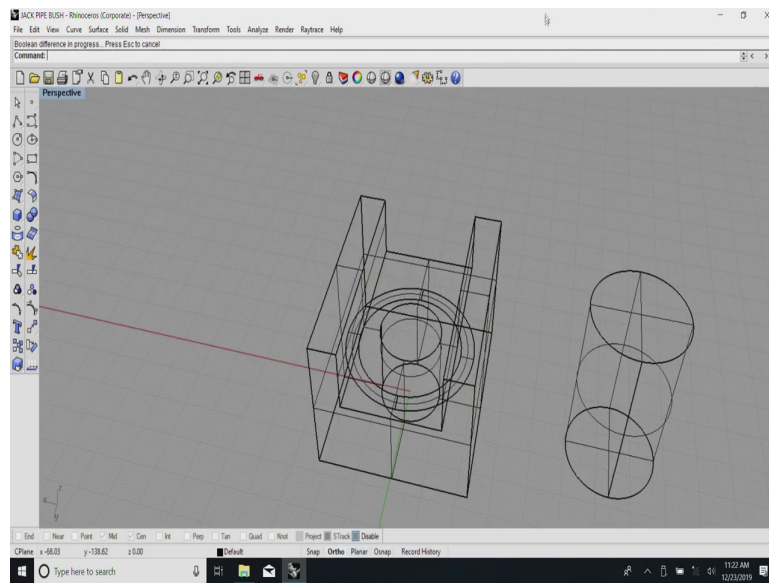 JACK PIPE BUSH - Rhinoceros (Corporate) - [Perspective]
File Edit View Curve Surface Solid Mesh Dimension Transform Tools Analyze Render Raytrace Help
Boolean difference in progress... Press Esc to cancel
Command:
Perspective
z
x
y
End Near Point Mid Cen Int Perp Tan Quad Knot Project STrack Disable
CPlane x -68.03 y -138.62 z 0.00 Default Snap Ortho Planar Osnap Record History
Type here to search
11:22 AM
12/23/2019